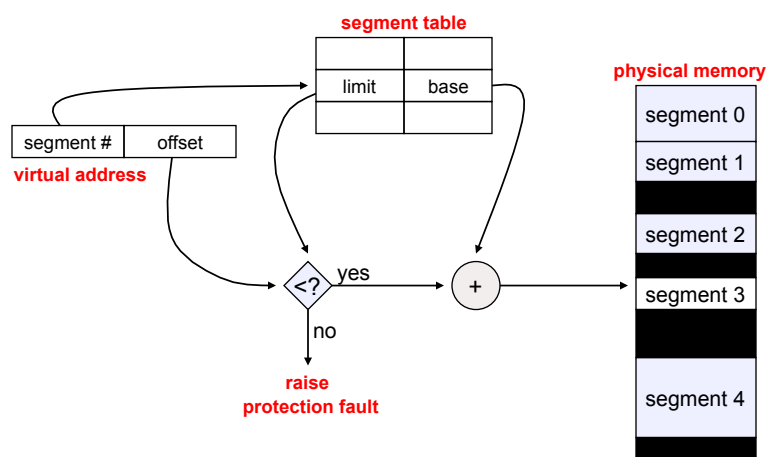 segment table
limit base
physical memory
segment # offset
virtual address
segment 0
segment 1
segment 2
segment 3
segment 4
<? yes
+
no
raise
protection fault